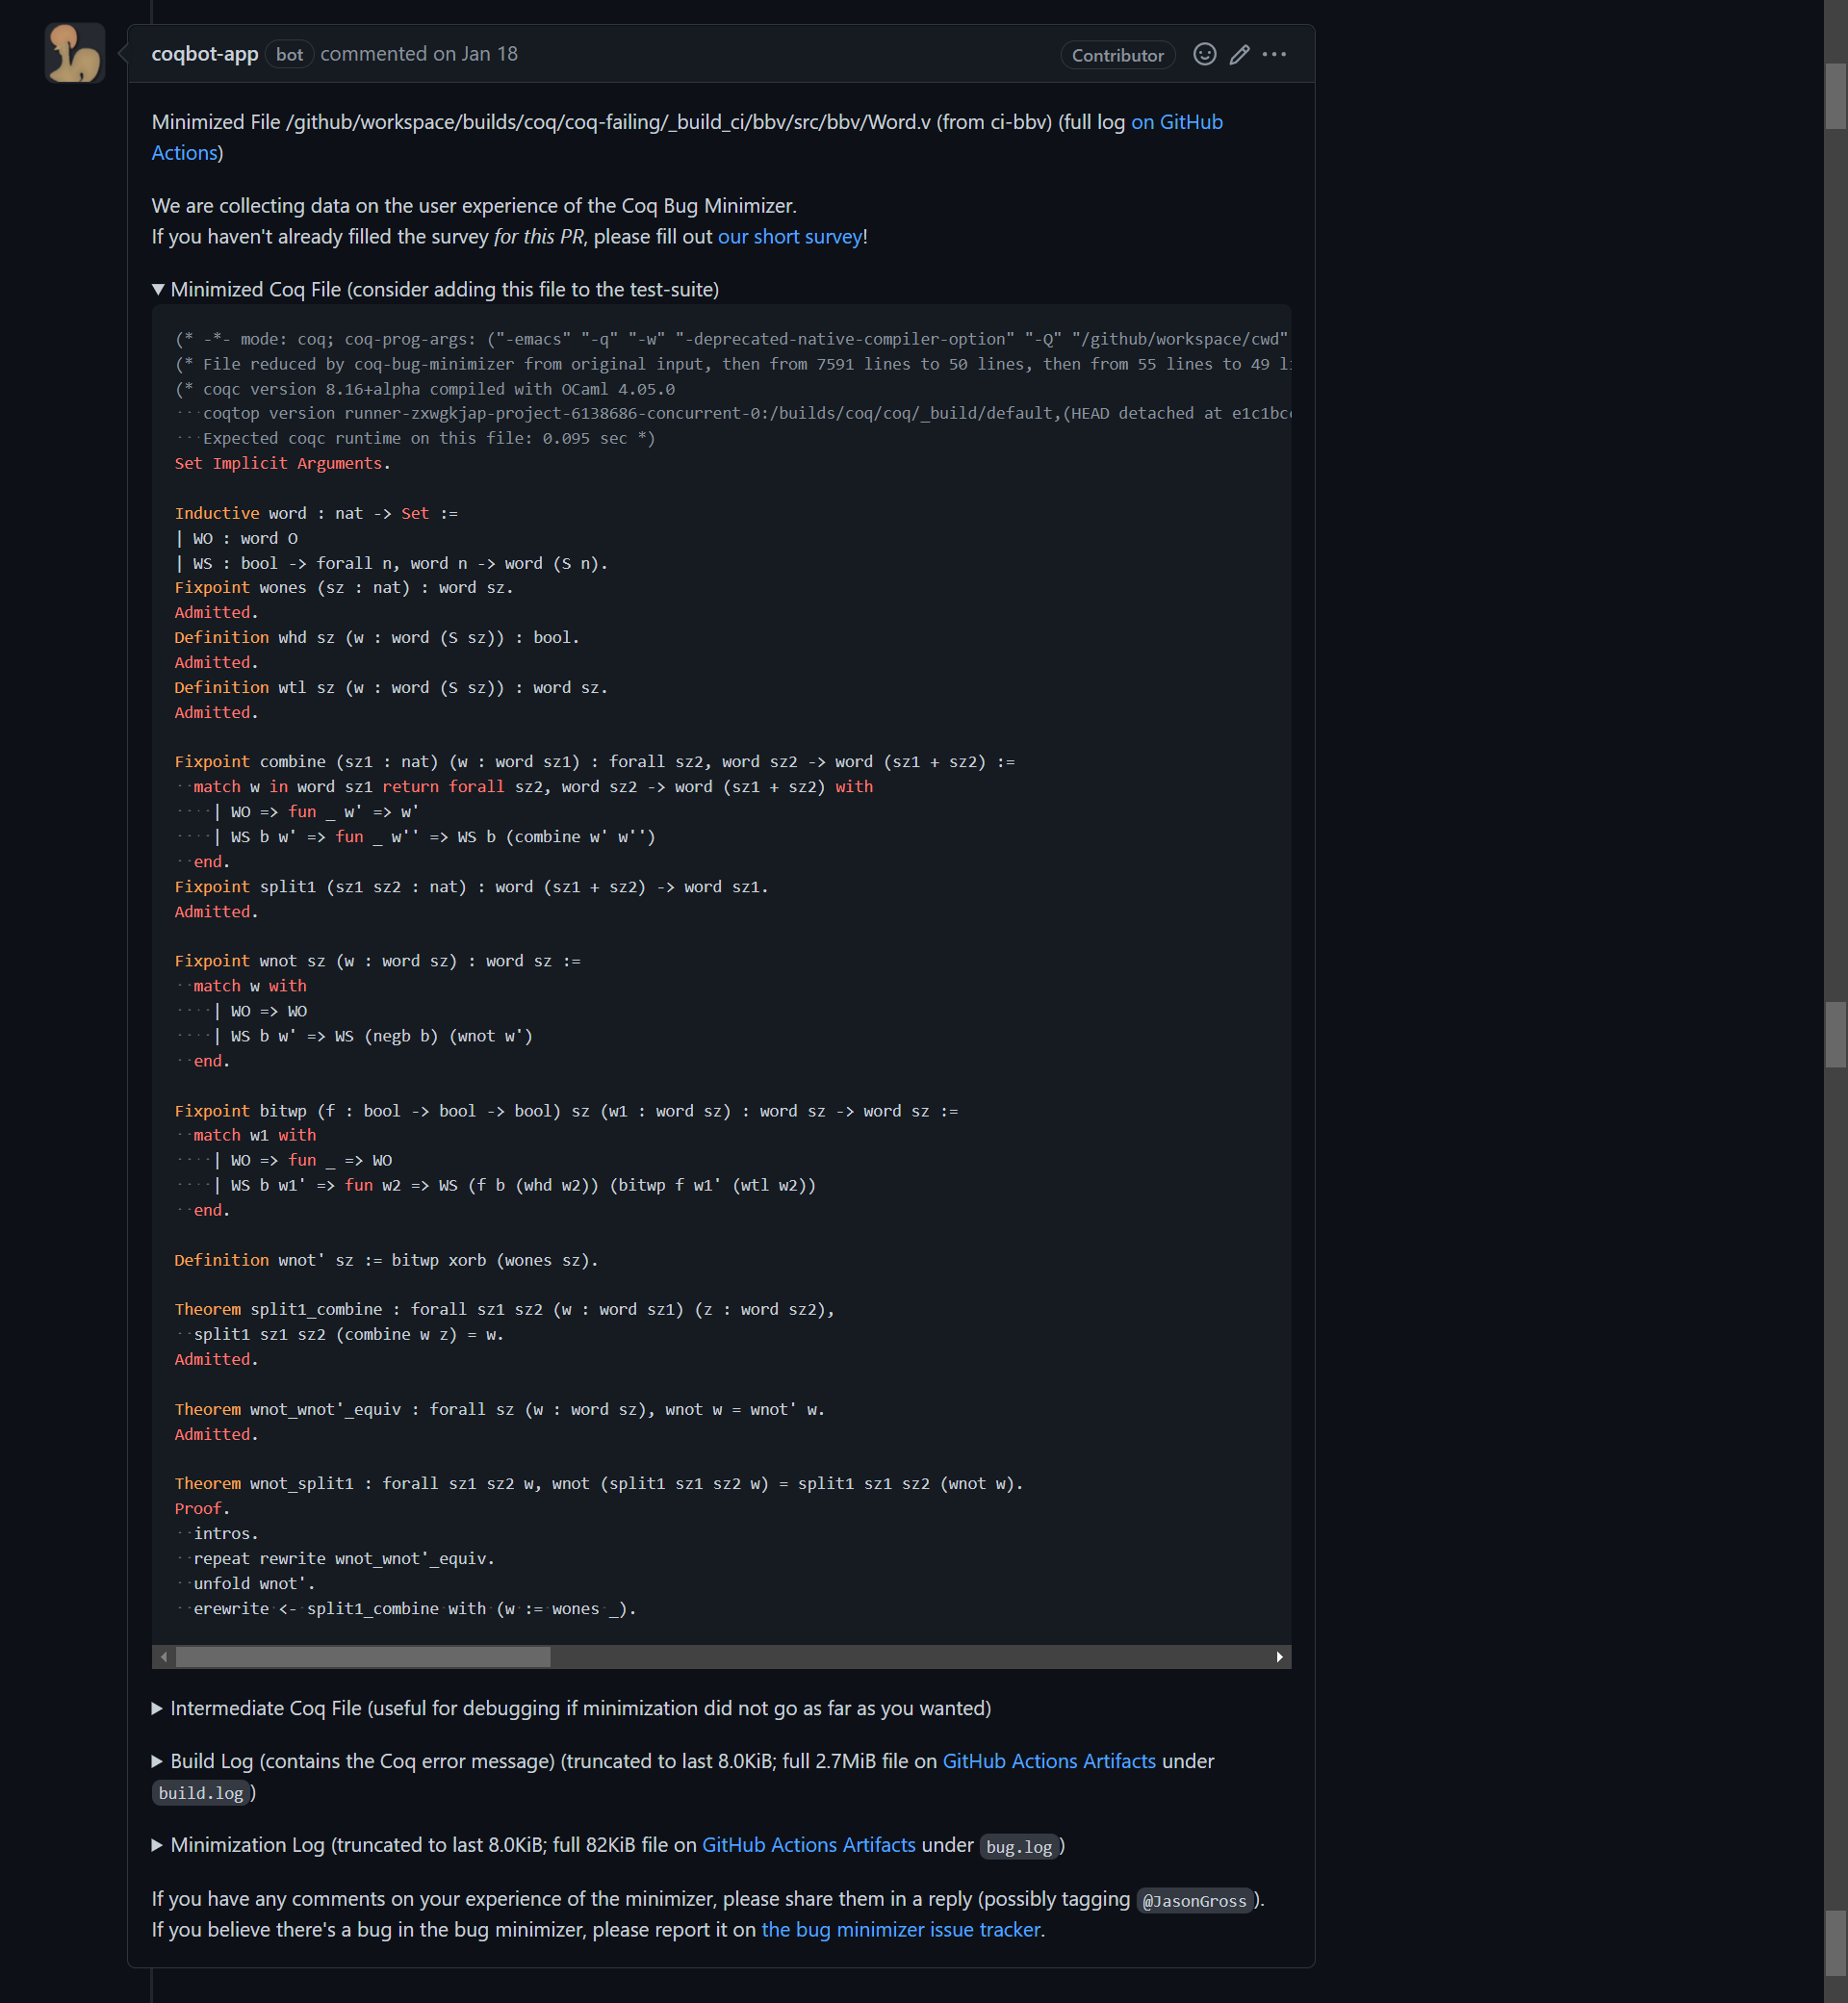 coqbot-app bot commented on Jan 18 Contributor
Minimized File /github/workspace/builds/coq/coq-failing/_build_ci/bbv/src/bbv/Word.v (from ci-bbv) (full log on GitHub
Actions)
We are collecting data on the user experience of the Coq Bug Minimizer.
If you haven't already filled the survey for this PR, please fill out our short survey!
▼ Minimized Coq File (consider adding this file to the test-suite)
(* -*- mode: coq; coq-prog-args: ("-emacs" "-q" "-w" "-deprecated-native-compiler-option" "-Q" "/github/workspace/cwd"
(* File reduced by coq-bug-minimizer from original input, then from 7591 lines to 50 lines, then from 55 lines to 49 li
(* coqc version 8.16+alpha compiled with OCaml 4.05.0
   coqtop version runner-zxwgkjap-project-6138686-concurrent-0:/builds/coq/coq/_build/default,(HEAD detached at e1c1bc
   Expected coqc runtime on this file: 0.095 sec *)
Set Implicit Arguments.
Inductive word : nat -> Set :=
| WO : word O
| WS : bool -> forall n, word n -> word (S n).
Fixpoint wones (sz : nat) : word sz.
Admitted.
Definition whd sz (w : word (S sz)) : bool.
Admitted.
Definition wtl sz (w : word (S sz)) : word sz.
Admitted.
Fixpoint combine (sz1 : nat) (w : word sz1) : forall sz2, word sz2 -> word (sz1 + sz2) :=
  match w in word sz1 return forall sz2, word sz2 -> word (sz1 + sz2) with
    | WO => fun _ w' => w'
    | WS b w' => fun _ w'' => WS b (combine w' w'')
  end.
Fixpoint split1 (sz1 sz2 : nat) : word (sz1 + sz2) -> word sz1.
Admitted.
Fixpoint wnot sz (w : word sz) : word sz :=
  match w with
    | WO => WO
    | WS b w' => WS (negb b) (wnot w')
  end.
Fixpoint bitwp (f : bool -> bool -> bool) sz (w1 : word sz) : word sz -> word sz :=
  match w1 with
    | WO => fun _ => WO
    | WS b w1' => fun w2 => WS (f b (whd w2)) (bitwp f w1' (wtl w2))
  end.
Definition wnot' sz := bitwp xorb (wones sz).
Theorem split1_combine : forall sz1 sz2 (w : word sz1) (z : word sz2),
  split1 sz1 sz2 (combine w z) = w.
Admitted.
Theorem wnot_wnot'_equiv : forall sz (w : word sz), wnot w = wnot' w.
Admitted.
Theorem wnot_split1 : forall sz1 sz2 w, wnot (split1 sz1 sz2 w) = split1 sz1 sz2 (wnot w).
Proof.
  intros.
  repeat rewrite wnot_wnot'_equiv.
  unfold wnot'.
  erewrite <- split1_combine with (w := wones _).
▶ Intermediate Coq File (useful for debugging if minimization did not go as far as you wanted)
▶ Build Log (contains the Coq error message) (truncated to last 8.0KiB; full 2.7MiB file on GitHub Actions Artifacts under
build.log)
▶ Minimization Log (truncated to last 8.0KiB; full 82KiB file on GitHub Actions Artifacts under bug.log)
If you have any comments on your experience of the minimizer, please share them in a reply (possibly tagging @JasonGross).
If you believe there's a bug in the bug minimizer, please report it on the bug minimizer issue tracker.